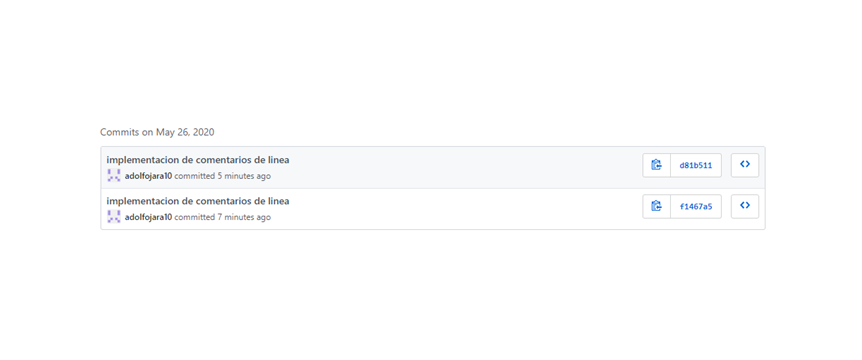 Commits on May 26, 2020
implementacion de comentarios de linea
d81b511
adolfojara10 committed 5 minutes ago
implementacion de comentarios de linea
f1467a5
adolfojara10 committed 7 minutes ago